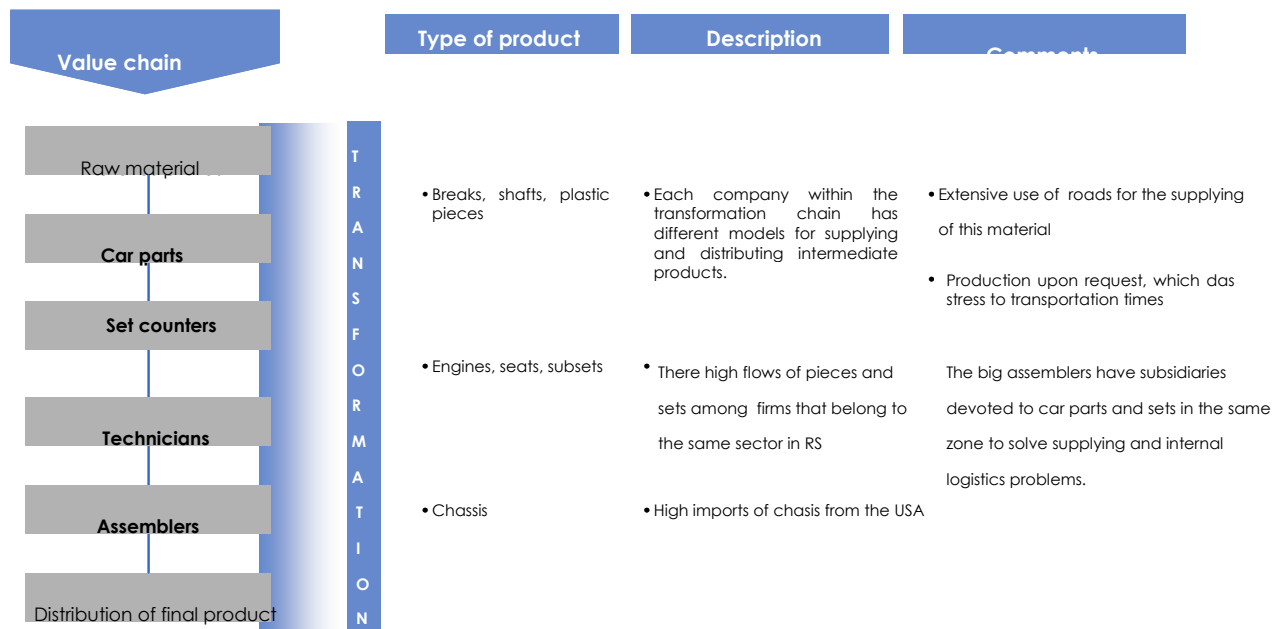 Value chain
Type of product
Description
Comments
Raw material
Car parts
Set counters
Technicians
Assemblers
Distribution of final product
TRANSFORMATION
• Breaks, shafts, plastic
pieces
• Each company within the
transformation chain has
different models for supplying
and distributing intermediate
products.
• Extensive use of roads for the supplying
of this material
• Production upon request, which das
stress to transportation times
• Engines, seats, subsets
• There high flows of pieces and
sets among firms that belong to
the same sector in RS
The big assemblers have subsidiaries
devoted to car parts and sets in the same
zone to solve supplying and internal
logistics problems.
• Chassis
• High imports of chasis from the USA